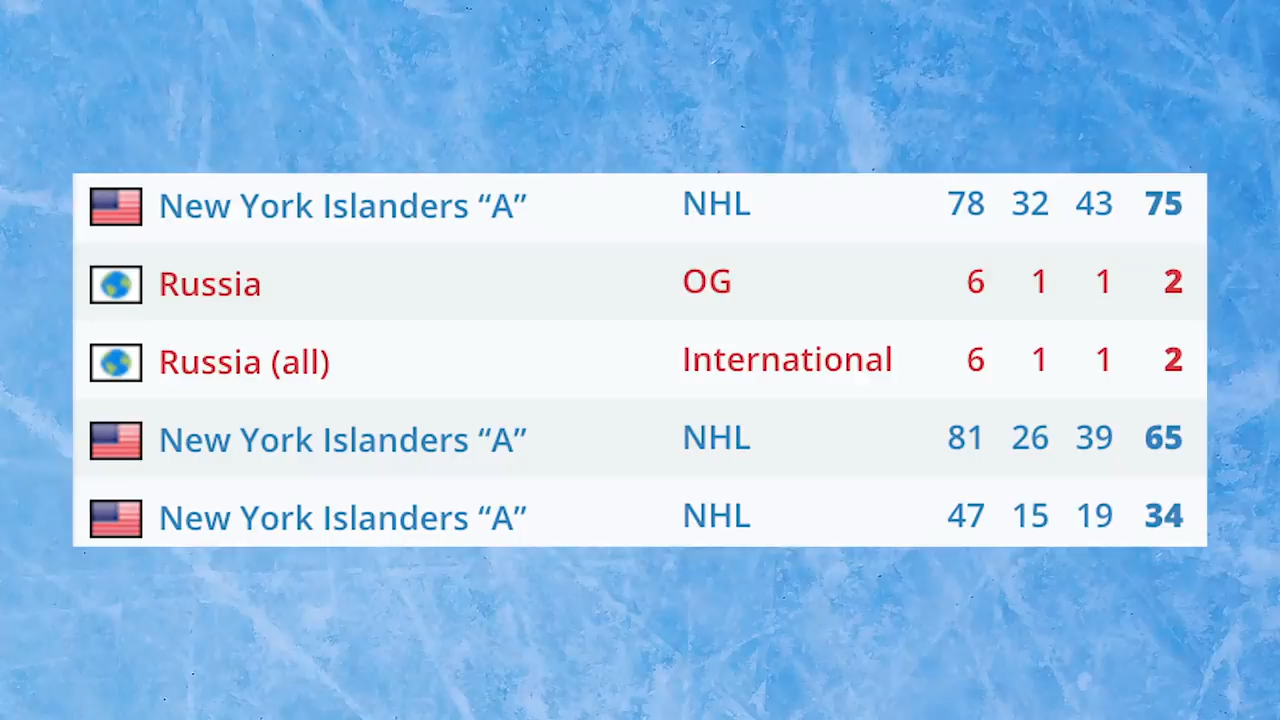 New York Islanders “A” NHL 78 32 43 75
Russia OG 6 1 1 2
Russia (all) International 6 1 1 2
New York Islanders “A” NHL 81 26 39 65
New York Islanders “A” NHL 47 15 19 34